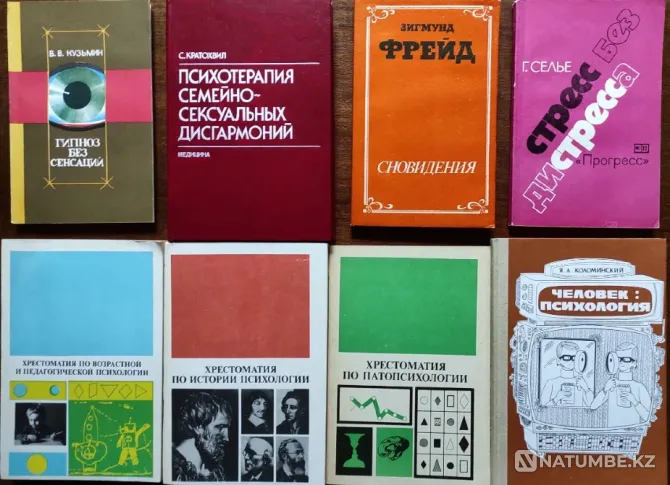 В. В. КУЗЬМИН
ГИПНОЗ
БЕЗ
СЕНСАЦИЙ
С. КРАТОХВИЛ
ПСИХОТЕРАПИЯ
СЕМЕЙНО-
СЕКСУАЛЬНЫХ
ДИСГАРМОНИЙ
МЕДИЦИНА
ЗИГМУНД
ФРЕЙД
СНОВИДЕНИЯ
Г. СЕЛЬЕ
стресс без
дистресса
«Прогресс»
ХРЕСТОМАТИЯ ПО ВОЗРАСТНОЙ
И ПЕДАГОГИЧЕСКОЙ ПСИХОЛОГИИ
ХРЕСТОМАТИЯ
ПО ИСТОРИИ ПСИХОЛОГИИ
ХРЕСТОМАТИЯ
ПО ПАТОПСИХОЛОГИИ
Я. Л. КОЛОМИНСКИЙ
ЧЕЛОВЕК:
ПСИХОЛОГИЯ
NATUMBE.KZ